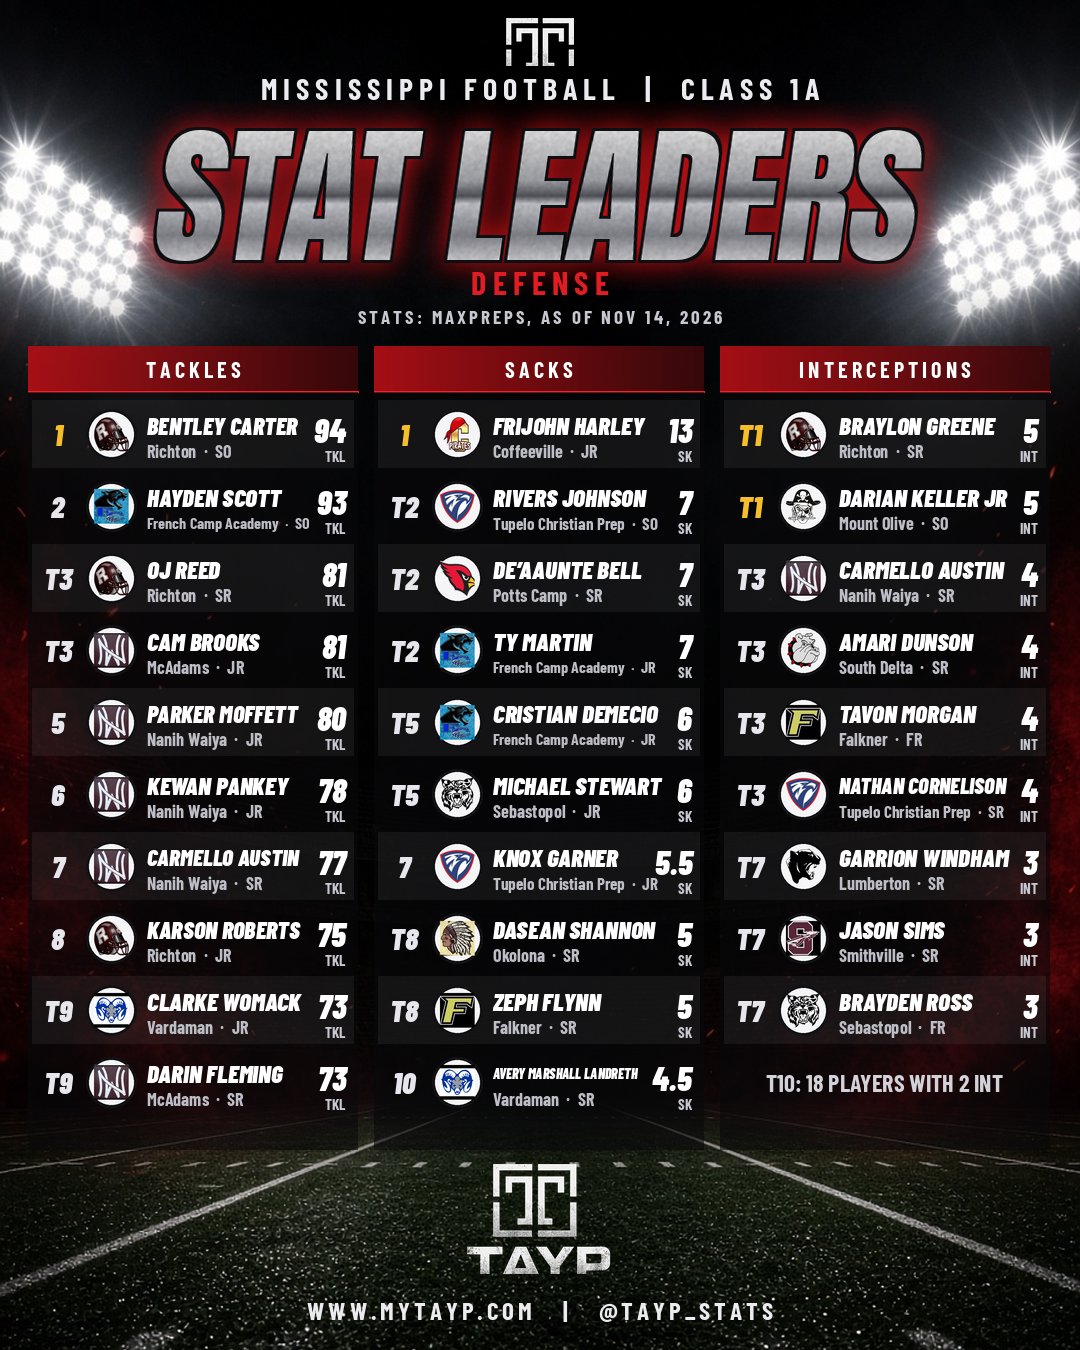 MISSISSIPPI FOOTBALL | CLASS 1A
STAT LEADERS
DEFENSE
STATS: MAXPREPS, AS OF NOV 14, 2026
TACKLES
1 BENTLEY CARTER 94
Richton · SO TKL
2 HAYDEN SCOTT 93
French Camp Academy · SO TKL
T3 OJ REED 81
Richton · SR TKL
T3 CAM BROOKS 81
McAdams · JR TKL
5 PARKER MOFFETT 80
Nanih Waiya · JR TKL
6 KEWAN PANKEY 78
Nanih Waiya · JR TKL
7 CARMELLO AUSTIN 77
Nanih Waiya · SR TKL
8 KARSON ROBERTS 75
Richton · JR TKL
T9 CLARKE WOMACK 73
Vardaman · JR TKL
T9 DARIN FLEMING 73
McAdams · SR TKL
SACKS
1 FRIJOHN HARLEY 13
Coffeeville · JR SK
T2 RIVERS JOHNSON 7
Tupelo Christian Prep · SO SK
T2 DE'AAUNTE BELL 7
Potts Camp · SR SK
T2 TY MARTIN 7
French Camp Academy · JR SK
T5 CRISTIAN DEMECIO 6
French Camp Academy · JR SK
T5 MICHAEL STEWART 6
Sebastopol · JR SK
7 KNOX GARNER 5.5
Tupelo Christian Prep · JR SK
T8 DASEAN SHANNON 5
Okolona · SR SK
T8 ZEPH FLYNN 5
Falkner · SR SK
10 AVERY MARSHALL LANDRETH 4.5
Vardaman · SR SK
INTERCEPTIONS
T1 BRAYLON GREENE 5
Richton · SR INT
T1 DARIAN KELLER JR 5
Mount Olive · SO INT
T3 CARMELLO AUSTIN 4
Nanih Waiya · SR INT
T3 AMARI DUNSON 4
South Delta · SR INT
T3 TAVON MORGAN 4
Falkner · FR INT
T3 NATHAN CORNELISON 4
Tupelo Christian Prep · SR INT
T7 GARRION WINDHAM 3
Lumberton · SR INT
T7 JASON SIMS 3
Smithville · SR INT
T7 BRAYDEN ROSS 3
Sebastopol · FR INT
T10: 18 PLAYERS WITH 2 INT
TAYP
WWW.MYTAYP.COM | @TAYP_STATS